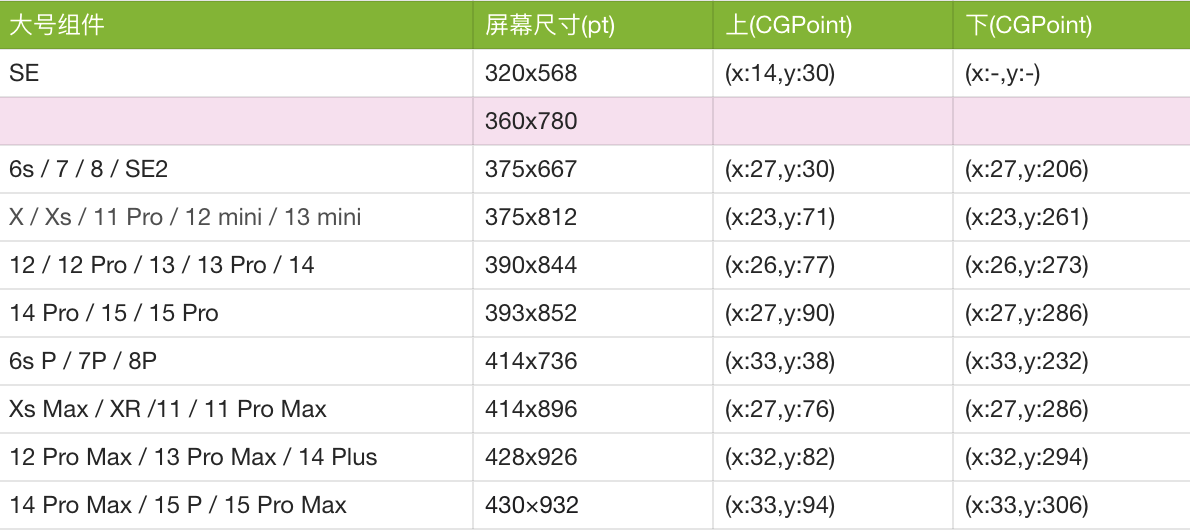 大号组件 屏幕尺寸(pt) 上(CGPoint) 下(CGPoint)
SE 320x568 (x:14,y:30) (x:-,y:-)
360x780
6s / 7 / 8 / SE2 375x667 (x:27,y:30) (x:27,y:206)
X / Xs / 11 Pro / 12 mini / 13 mini 375x812 (x:23,y:71) (x:23,y:261)
12 / 12 Pro / 13 / 13 Pro / 14 390x844 (x:26,y:77) (x:26,y:273)
14 Pro / 15 / 15 Pro 393x852 (x:27,y:90) (x:27,y:286)
6s P / 7P / 8P 414x736 (x:33,y:38) (x:33,y:232)
Xs Max / XR /11 / 11 Pro Max 414x896 (x:27,y:76) (x:27,y:286)
12 Pro Max / 13 Pro Max / 14 Plus 428x926 (x:32,y:82) (x:32,y:294)
14 Pro Max / 15 P / 15 Pro Max 430×932 (x:33,y:94) (x:33,y:306)